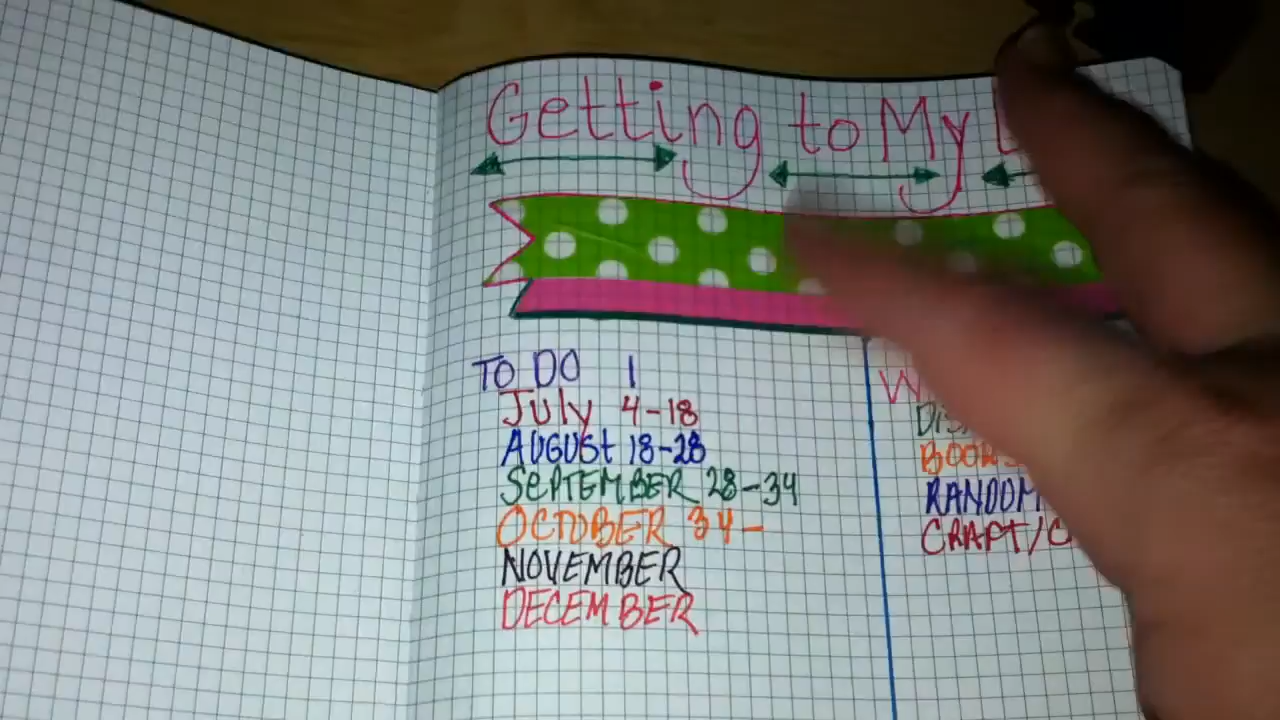 Getting to My
TO DO 1
July 4-18
AUGUSt 18-28
SEPTEMBER 28-34
OCTOBER 34-
NOVEMBER
DECEMBER
RANDOM
CRAFT/